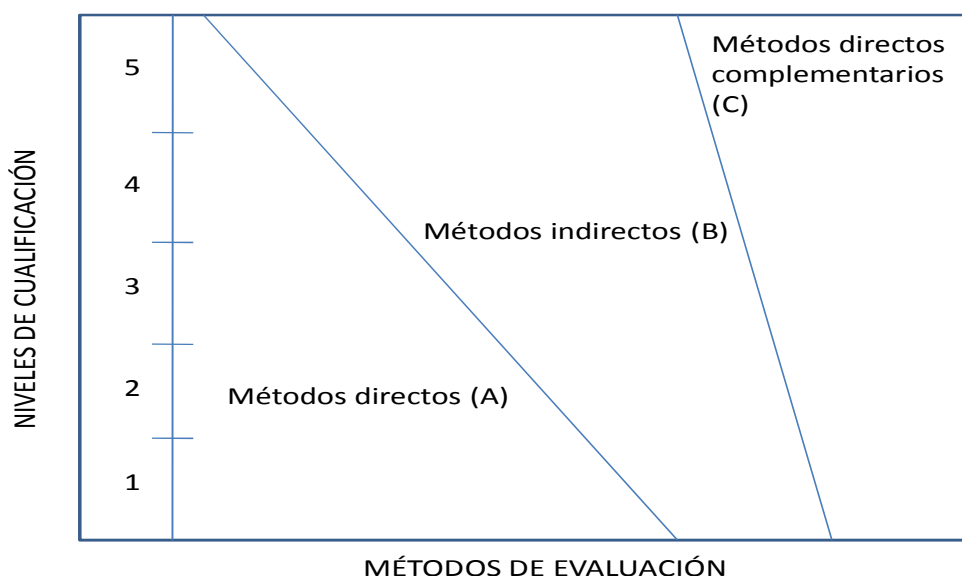 Métodos directos
complementarios
(C)
5
4
Métodos indirectos (B)
3
2
Métodos directos (A)
1
NIVELES DE CUALIFICACIÓN
MÉTODOS DE EVALUACIÓN